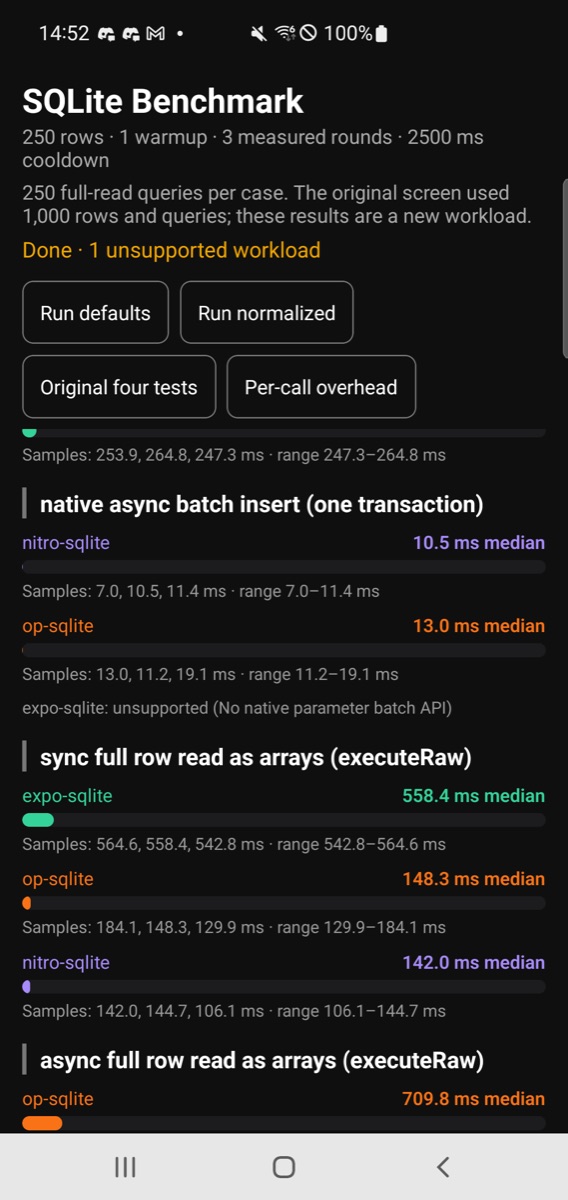 14:52
100%
SQLite Benchmark
250 rows · 1 warmup · 3 measured rounds · 2500 ms
cooldown
250 full-read queries per case. The original screen used
1,000 rows and queries; these results are a new workload.
Done · 1 unsupported workload
Run defaults
Run normalized
Original four tests
Per-call overhead
Samples: 253.9, 264.8, 247.3 ms · range 247.3–264.8 ms
native async batch insert (one transaction)
nitro-sqlite 10.5 ms median
Samples: 7.0, 10.5, 11.4 ms · range 7.0–11.4 ms
op-sqlite 13.0 ms median
Samples: 13.0, 11.2, 19.1 ms · range 11.2–19.1 ms
expo-sqlite: unsupported (No native parameter batch API)
sync full row read as arrays (executeRaw)
expo-sqlite 558.4 ms median
Samples: 564.6, 558.4, 542.8 ms · range 542.8–564.6 ms
op-sqlite 148.3 ms median
Samples: 184.1, 148.3, 129.9 ms · range 129.9–184.1 ms
nitro-sqlite 142.0 ms median
Samples: 142.0, 144.7, 106.1 ms · range 106.1–144.7 ms
async full row read as arrays (executeRaw)
op-sqlite 709.8 ms median